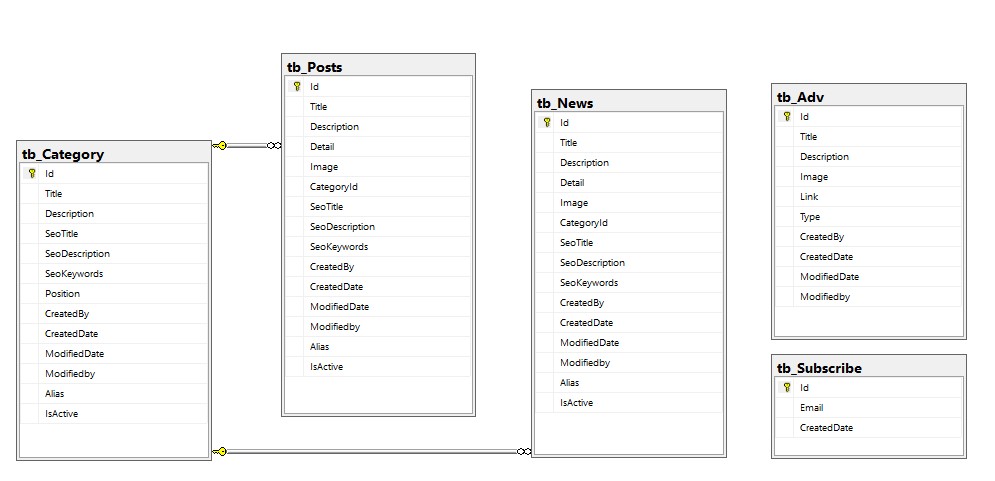 tb_Category
Id
Title
Description
SeoTitle
SeoDescription
SeoKeywords
Position
CreatedBy
CreatedDate
ModifiedDate
Modifiedby
Alias
IsActive
tb_Posts
Id
Title
Description
Detail
Image
CategoryId
SeoTitle
SeoDescription
SeoKeywords
CreatedBy
CreatedDate
ModifiedDate
Modifiedby
Alias
IsActive
tb_News
Id
Title
Description
Detail
Image
CategoryId
SeoTitle
SeoDescription
SeoKeywords
CreatedBy
CreatedDate
ModifiedDate
Modifiedby
Alias
IsActive
tb_Adv
Id
Title
Description
Image
Link
Type
CreatedBy
CreatedDate
ModifiedDate
Modifiedby
tb_Subscribe
Id
Email
CreatedDate